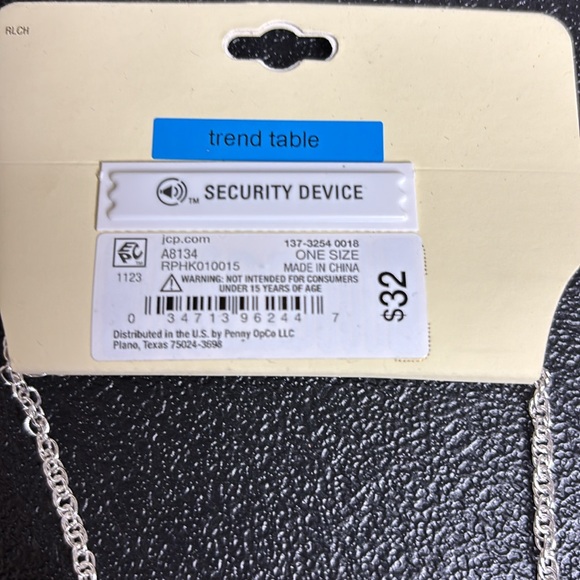 RLCH
trend table
TM SECURITY DEVICE
EPC
jcp.com 137-3254 0018
A8134 ONE SIZE
RPHK010015 MADE IN CHINA
1123
WARNING: NOT INTENDED FOR CONSUMERS
UNDER 15 YEARS OF AGE
$32
0 34713 96244 7
Distributed in the U.S. by Penny OpCo LLC
Plano, Texas 75024-3698